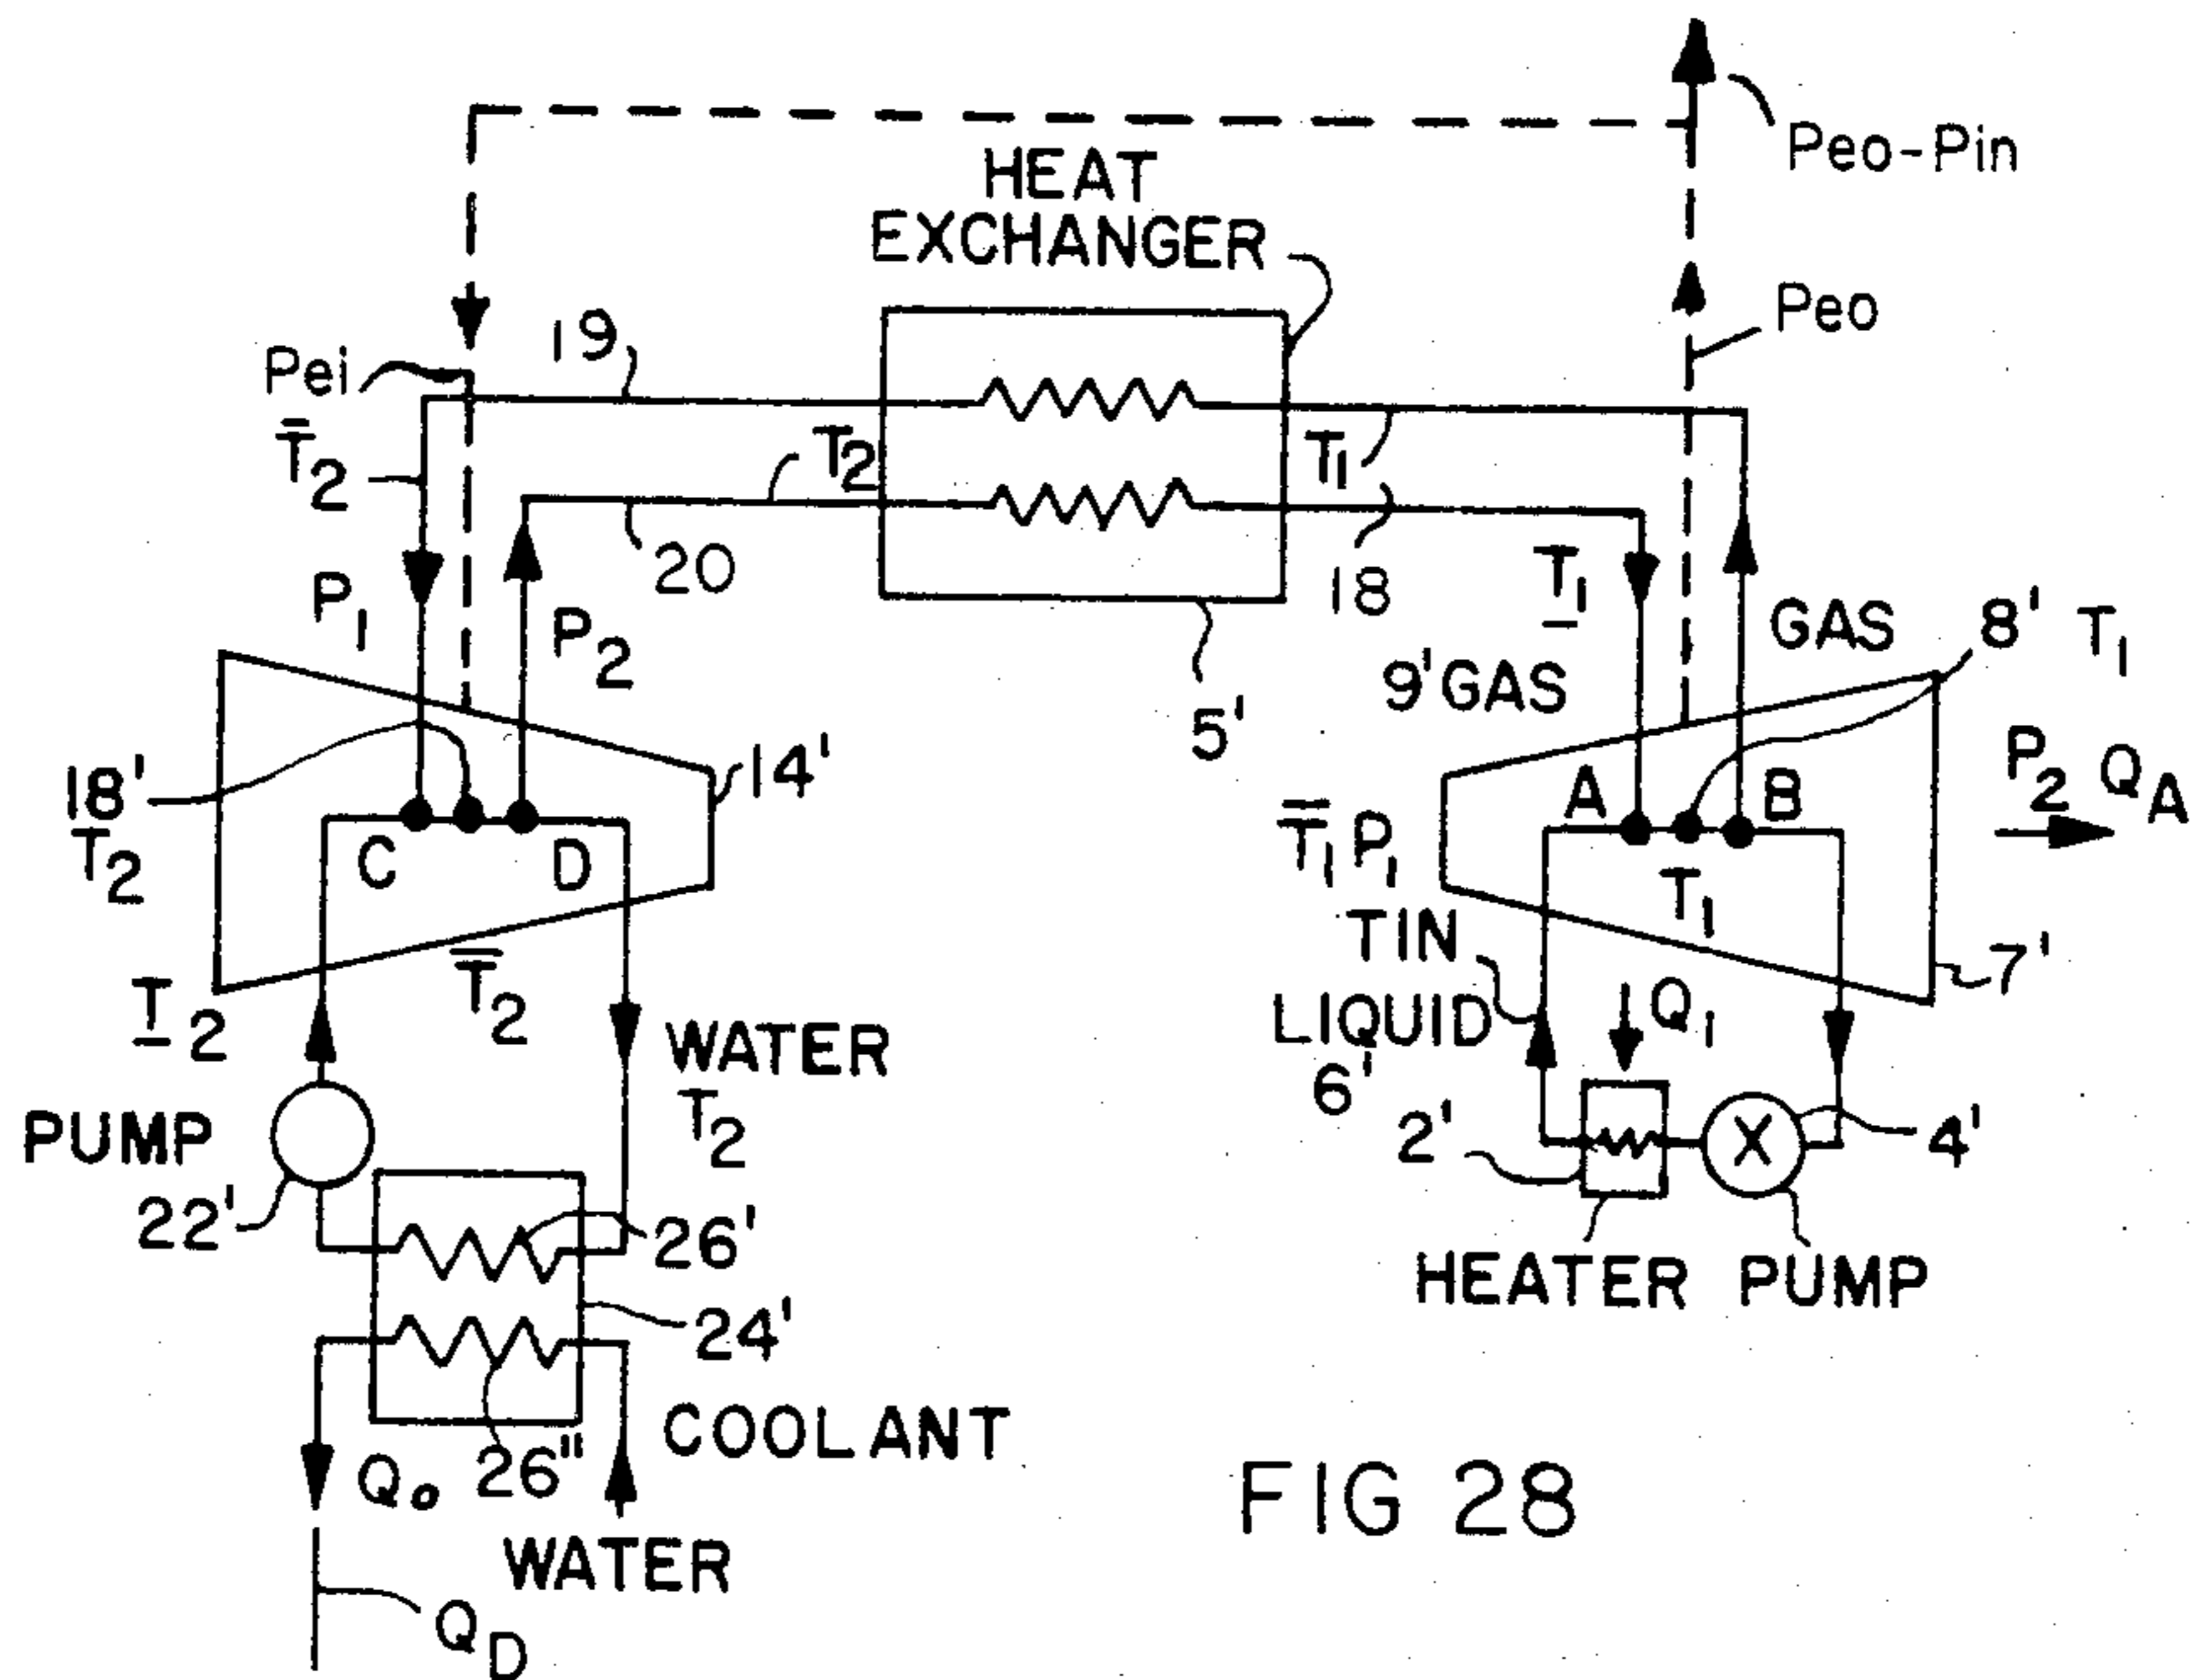 Peo-Pin
HEAT
EXCHANGER
Peo
19
Pei
T̄2
T2
T1
20
18
T̲1
P1
P2
GAS
8'
T1
9' GAS
5'
14'
18'
T2
C
D
A
B
P2 QA
T̿1 P1
T1
TIN
LIQUID
6'
7'
Q1
T̲2
T̿2
WATER
T2
PUMP
22'
2'
4'
26'
24'
HEATER
PUMP
COOLANT
Qo
26"
WATER
QD
FIG 28